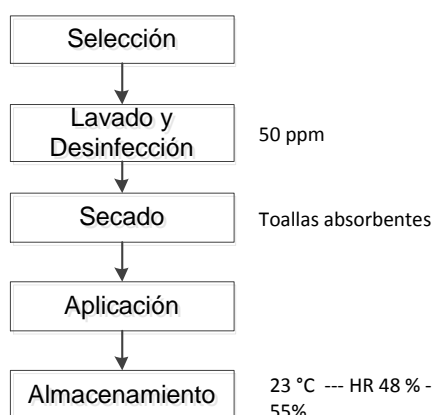 Selección
Lavado y
Desinfección
50 ppm
Secado
Toallas absorbentes
Aplicación
Almacenamiento
23 °C --- HR 48 % -
55%